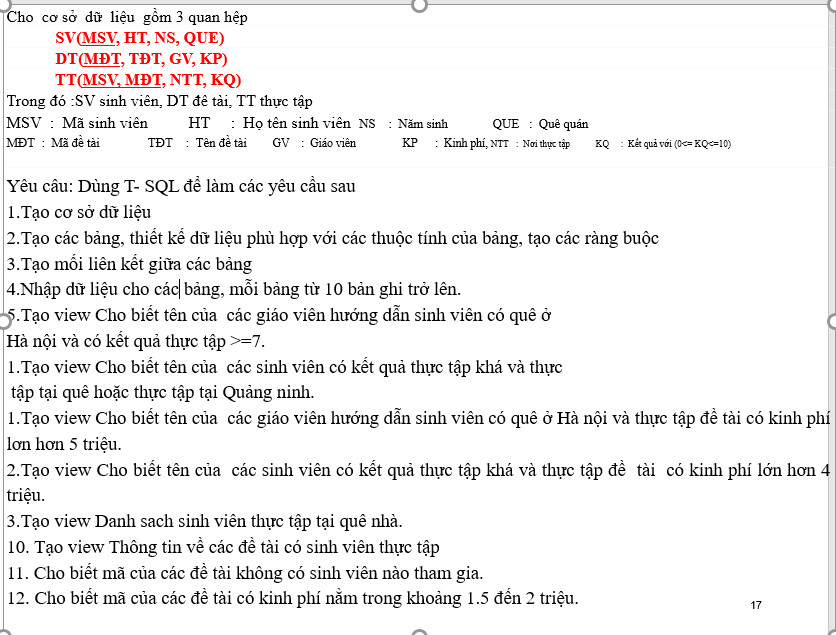 Cho cơ sở dữ liệu gồm 3 quan hệp
SV(MSV, HT, NS, QUE)
DT(MĐT, TĐT, GV, KP)
TT(MSV, MĐT, NTT, KQ)
Trong đó :SV sinh viên, DT đề tài, TT thực tập
MSV : Mã sinh viên HT : Họ tên sinh viên NS : Năm sinh QUE : Quê quán
MĐT : Mã đề tài TĐT : Tên đề tài GV : Giáo viên KP : Kinh phí, NTT : Nơi thực tập KQ : Kết quả với (0<= KQ<=10)
Yêu câu: Dùng T- SQL để làm các yêu cầu sau
1.Tạo cơ sở dữ liệu
2.Tạo các bảng, thiết kế dữ liệu phù hợp với các thuộc tính của bảng, tạo các ràng buộc
3.Tạo mối liên kết giữa các bảng
4.Nhập dữ liệu cho các bảng, mỗi bảng từ 10 bản ghi trở lên.
5.Tạo view Cho biết tên của các giáo viên hướng dẫn sinh viên có quê ở
Hà nội và có kết quả thực tập >=7.
1.Tạo view Cho biết tên của các sinh viên có kết quả thực tập khá và thực
tập tại quê hoặc thực tập tại Quảng ninh.
1.Tạo view Cho biết tên của các giáo viên hướng dẫn sinh viên có quê ở Hà nội và thực tập đề tài có kinh phí
lơn hơn 5 triệu.
2.Tạo view Cho biết tên của các sinh viên có kết quả thực tập khá và thực tập đề tài có kinh phí lớn hơn 4
triệu.
3.Tạo view Danh sach sinh viên thực tập tại quê nhà.
10. Tạo view Thông tin về các đề tài có sinh viên thực tập
11. Cho biết mã của các đề tài không có sinh viên nào tham gia.
12. Cho biết mã của các đề tài có kinh phí nằm trong khoảng 1.5 đến 2 triệu.
17